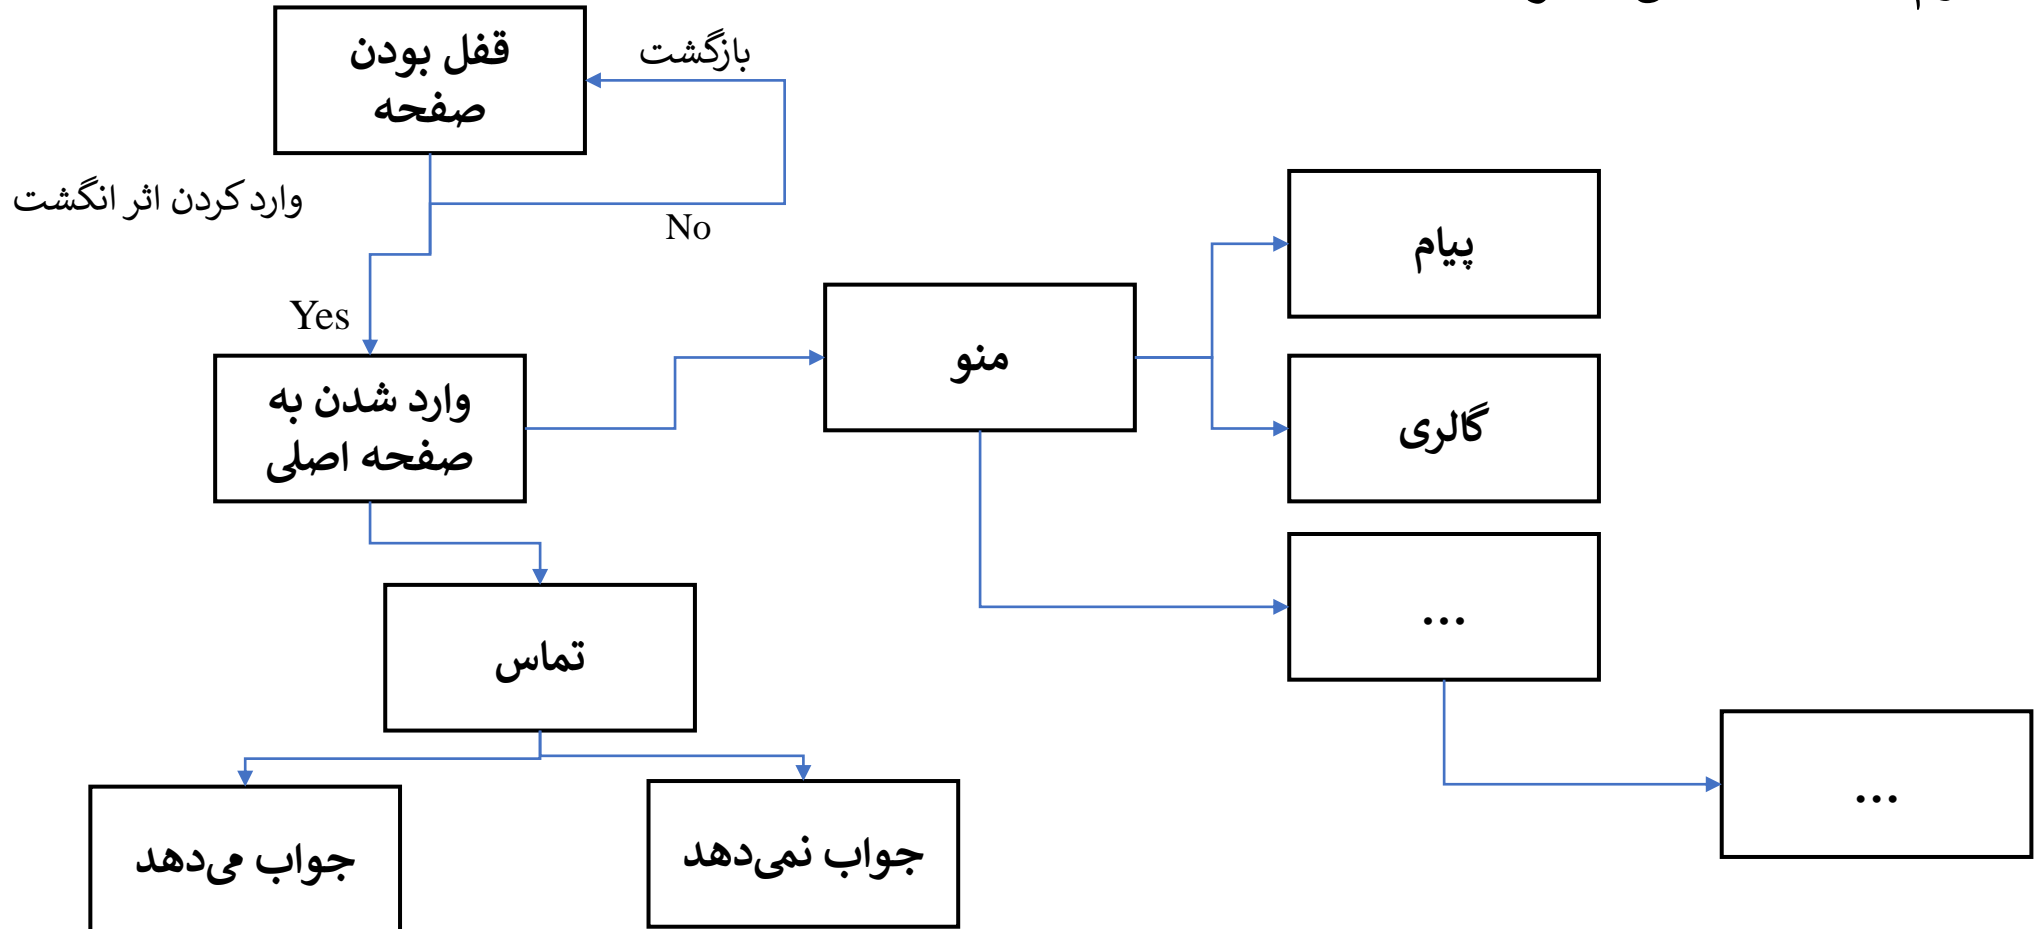 قفل بودن
صفحه
بازگشت
وارد کردن اثر انگشت
No
Yes
پیام
منو
وارد شدن به
صفحه اصلی
گالری
...
تماس
...
جواب می‌دهد
جواب نمی‌دهد